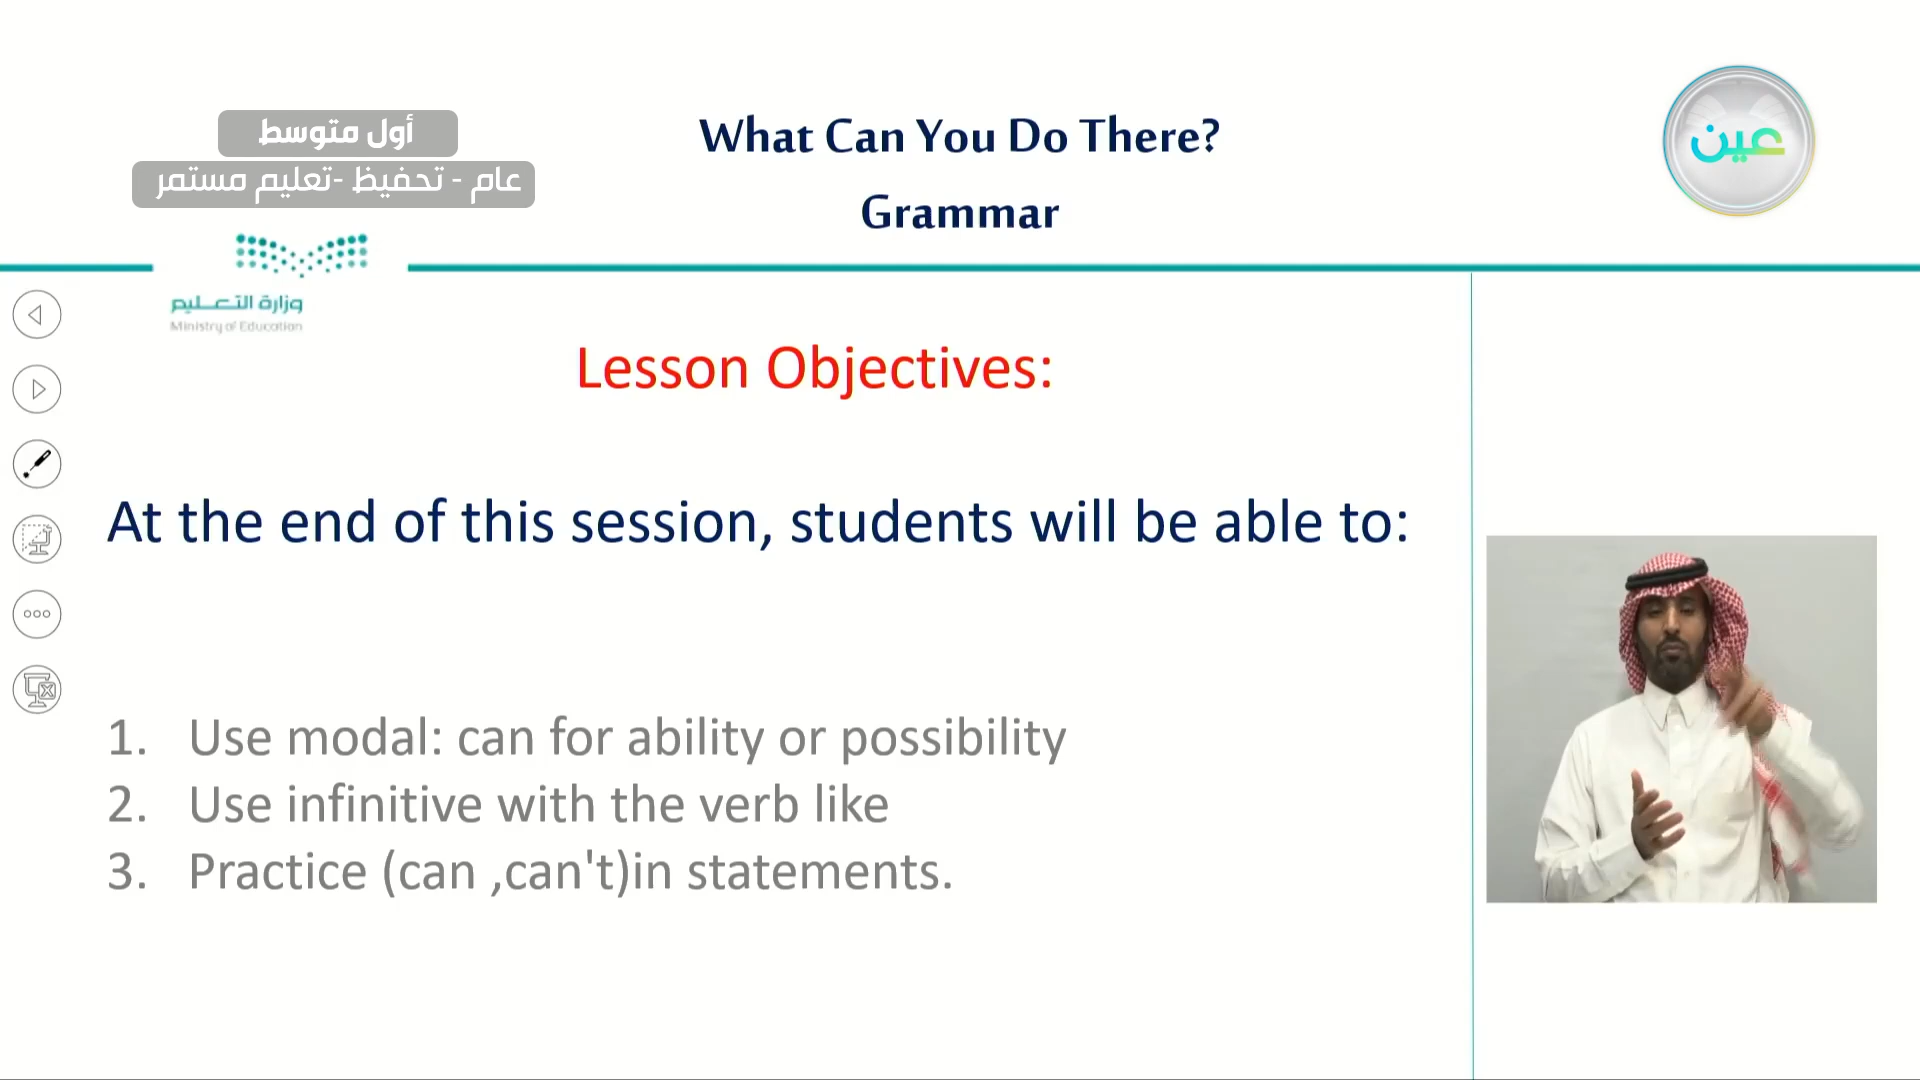 أول متوسط
عام - تحفيظ -تعليم مستمر
What Can You Do There?
Grammar
عين
وزارة التعليم
Ministry of Education
Lesson Objectives:
At the end of this session, students will be able to:
1. Use modal: can for ability or possibility
2. Use infinitive with the verb like
3. Practice (can ,can't)in statements.